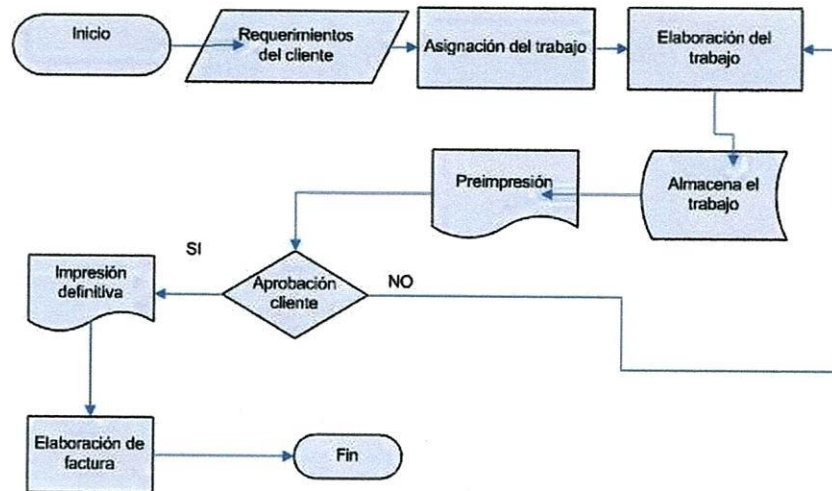 Inicio
Requerimientos
del cliente
Asignación del trabajo
Elaboración del
trabajo
Almacena el
trabajo
Preimpresión
Aprobación
cliente
SI
NO
Impresión
definitiva
Elaboración de
factura
Fin